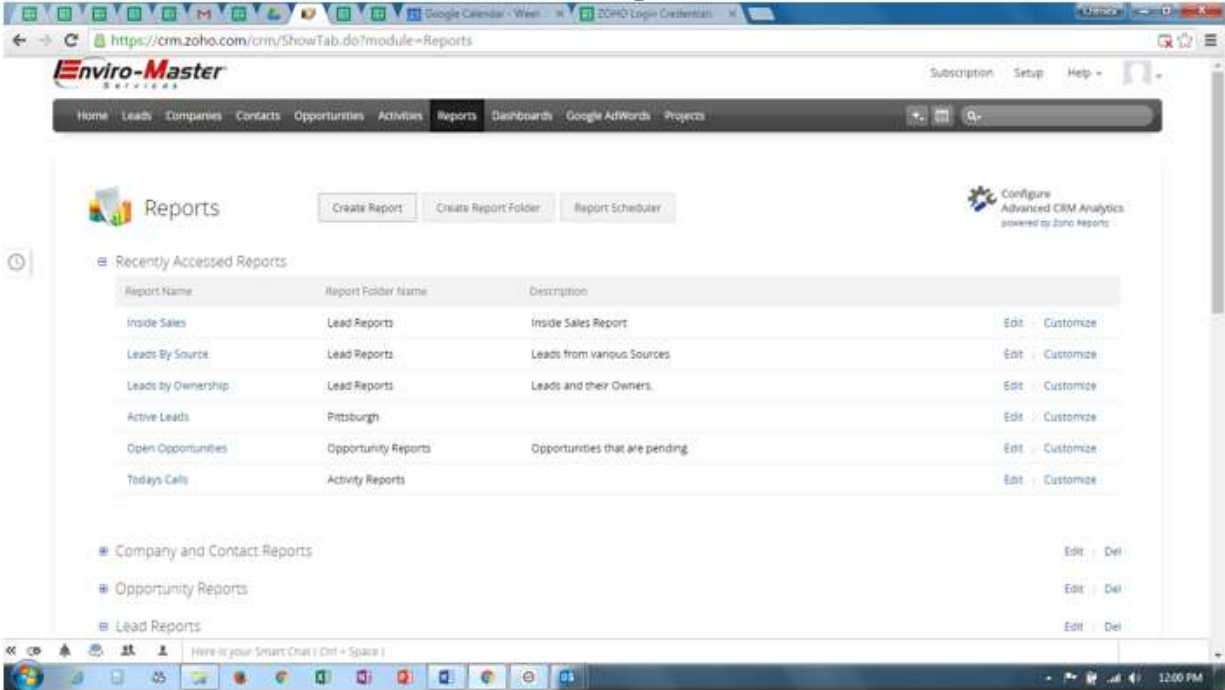 Google Calendar - Week
ZOHO Login Credentials
Chelsea
https://crm.zoho.com/crm/ShowTab.do?module=Reports
Enviro-Master
Services
Subscription Setup Help
Home Leads Companies Contacts Opportunities Activities Reports Dashboards Google AdWords Projects
Reports
Create Report Create Report Folder Report Scheduler
Configure
Advanced CRM Analytics
powered by Zoho Reports
Recently Accessed Reports
Report Name Report Folder Name Description
Inside Sales Lead Reports Inside Sales Report Edit | Customize
Leads By Source Lead Reports Leads from various Sources. Edit | Customize
Leads by Ownership Lead Reports Leads and their Owners. Edit | Customize
Active Leads Pittsburgh Edit | Customize
Open Opportunities Opportunity Reports Opportunities that are pending. Edit | Customize
Todays Calls Activity Reports Edit | Customize
Company and Contact Reports Edit | Del
Opportunity Reports Edit | Del
Lead Reports Edit | Del
Here is your Smart Chat ( Ctrl + Space )
12:00 PM